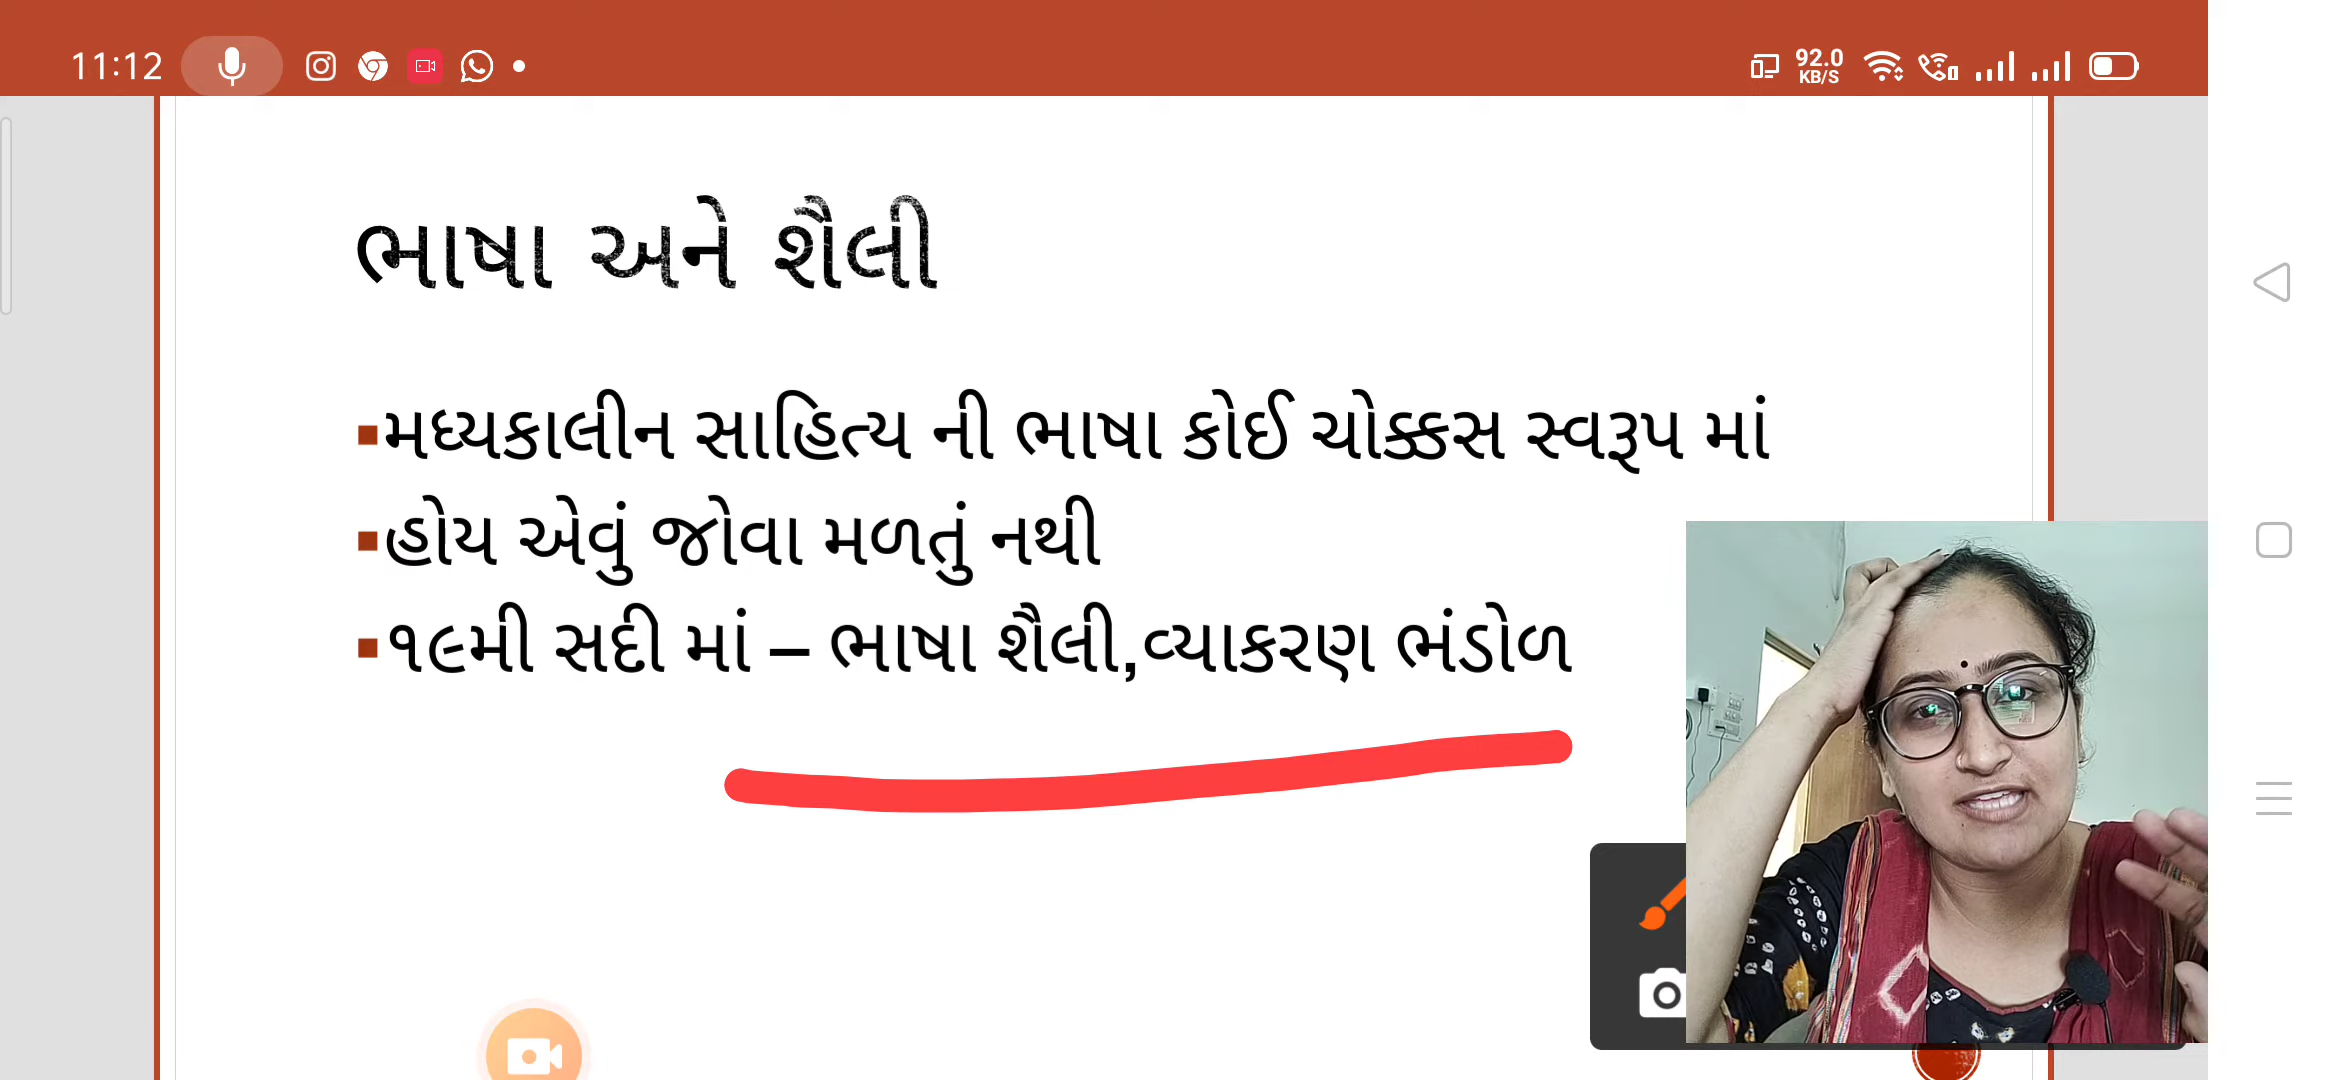 11:12
92.0
KB/S
ભાષા અને શૈલી
▪મધ્યકાલીન સાહિત્ય ની ભાષા કોઈ ચોક્કસ સ્વરૂપ માં
▪હોય એવું જોવા મળતું નથી
▪૧૯મી સદી માં – ભાષા શૈલી,વ્યાકરણ ભંડોળ